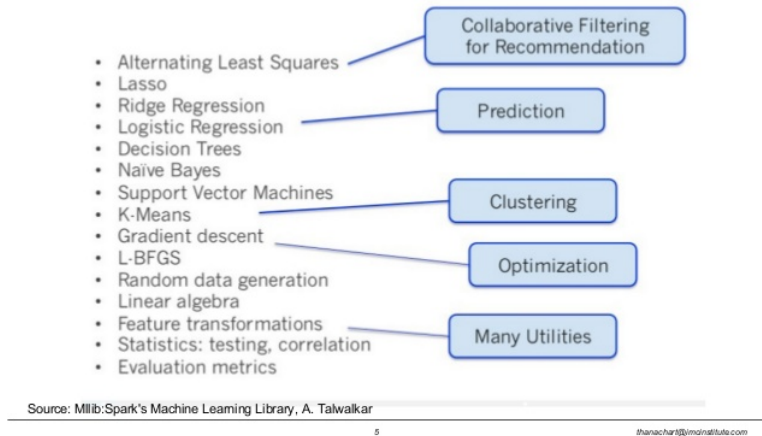 Collaborative Filtering
for Recommendation
• Alternating Least Squares
• Lasso
• Ridge Regression
Prediction
• Logistic Regression
• Decision Trees
• Naïve Bayes
• Support Vector Machines
Clustering
• K-Means
• Gradient descent
• L-BFGS
Optimization
• Random data generation
• Linear algebra
• Feature transformations
Many Utilities
• Statistics: testing, correlation
• Evaluation metrics
Source: Mllib:Spark's Machine Learning Library, A. Talwalkar
5
thanachart@imcinstitute.com